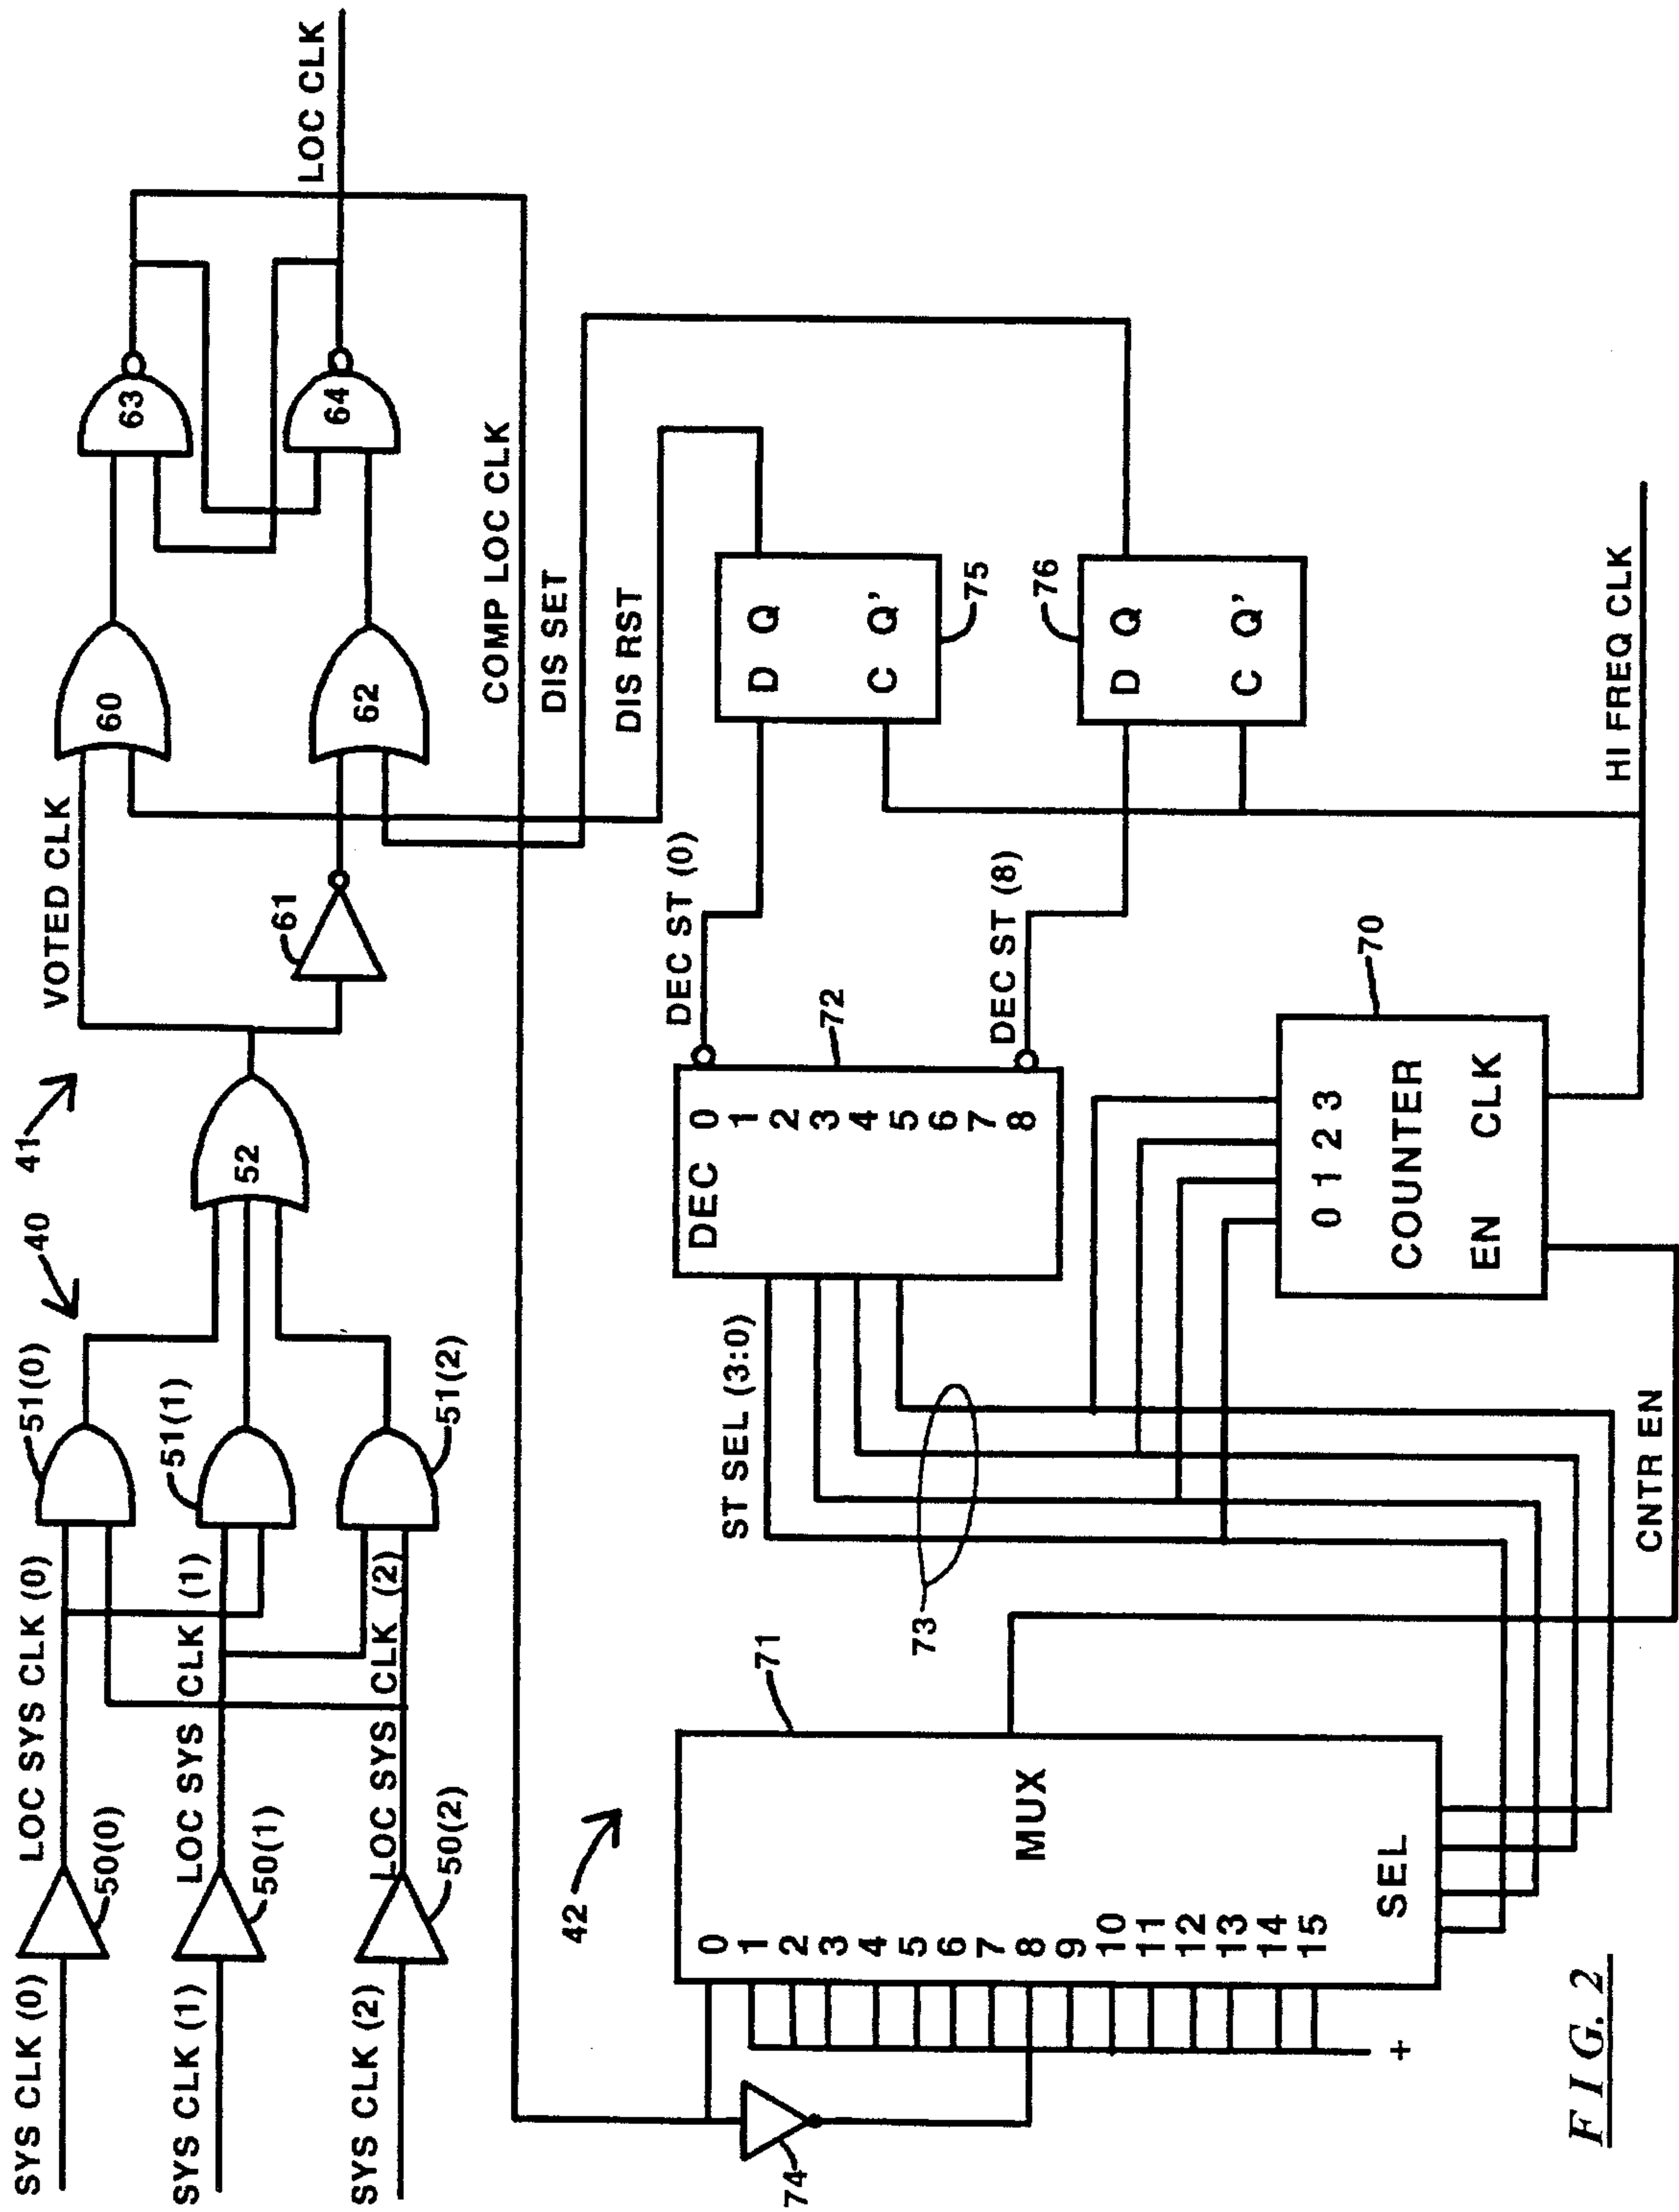 SYS CLK (0)
50(0)
LOC SYS CLK (0)
51(0)
40
41
VOTED CLK
60
63
LOC CLK
SYS CLK (1)
50(1)
LOC SYS CLK (1)
51(1)
52
61
62
64
SYS CLK (2)
50(2)
LOC SYS CLK (2)
51(2)
COMP LOC CLK
DIS SET
DIS RST
42
71
73
ST SEL (3:0)
72
DEC ST (0)
DEC ST (8)
74
0
1
2
3
4
5
6
7
8
9
10
11
12
13
14
15
MUX
SEL
+
DEC 0
1
2
3
4
5
6
7
8
D Q
C Q'
75
76
D Q
C Q'
70
0 1 2 3
COUNTER
EN CLK
CNTR EN
HI FREQ CLK
FIG. 2